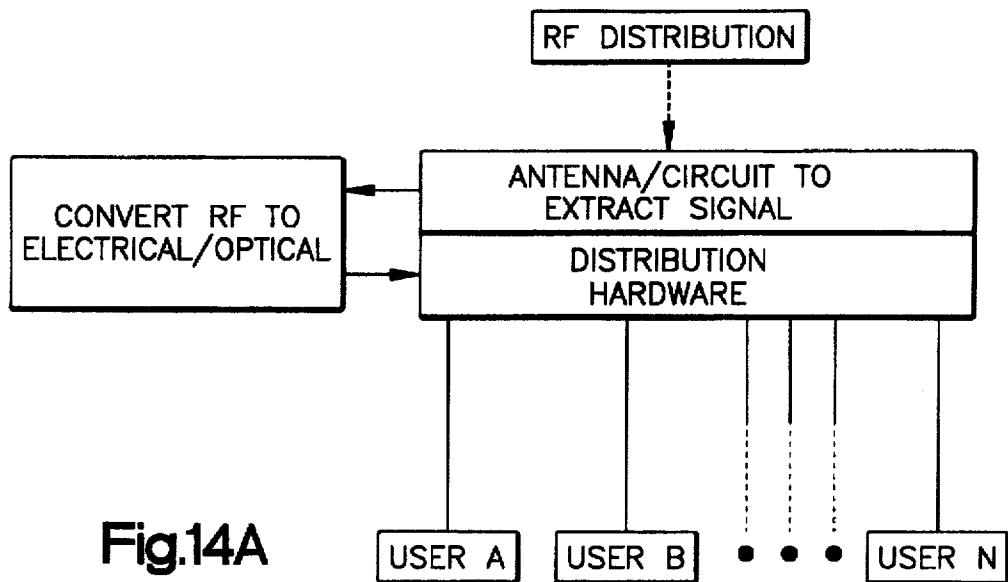 RF DISTRIBUTION
ANTENNA/CIRCUIT TO
EXTRACT SIGNAL
CONVERT RF TO
ELECTRICAL/OPTICAL
DISTRIBUTION
HARDWARE
USER A
USER B
USER N
Fig.14A